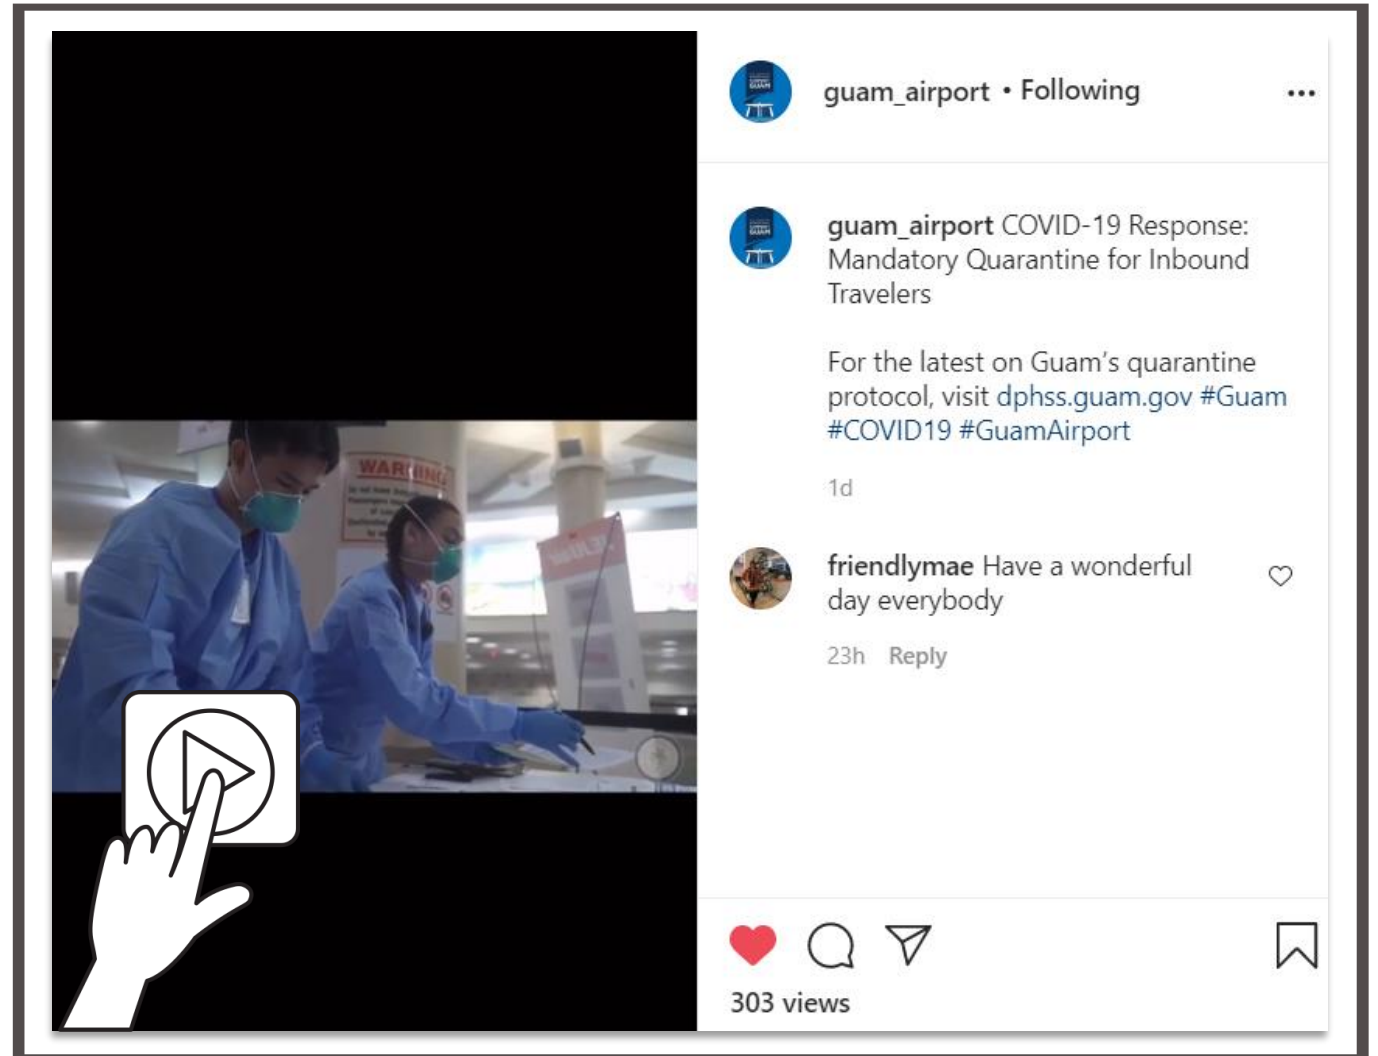 guam_airport • Following
guam_airport COVID-19 Response:
Mandatory Quarantine for Inbound
Travelers
For the latest on Guam's quarantine
protocol, visit dphss.guam.gov #Guam
#COVID19 #GuamAirport
1d
friendlymae Have a wonderful
day everybody
23h Reply
303 views
WARNING